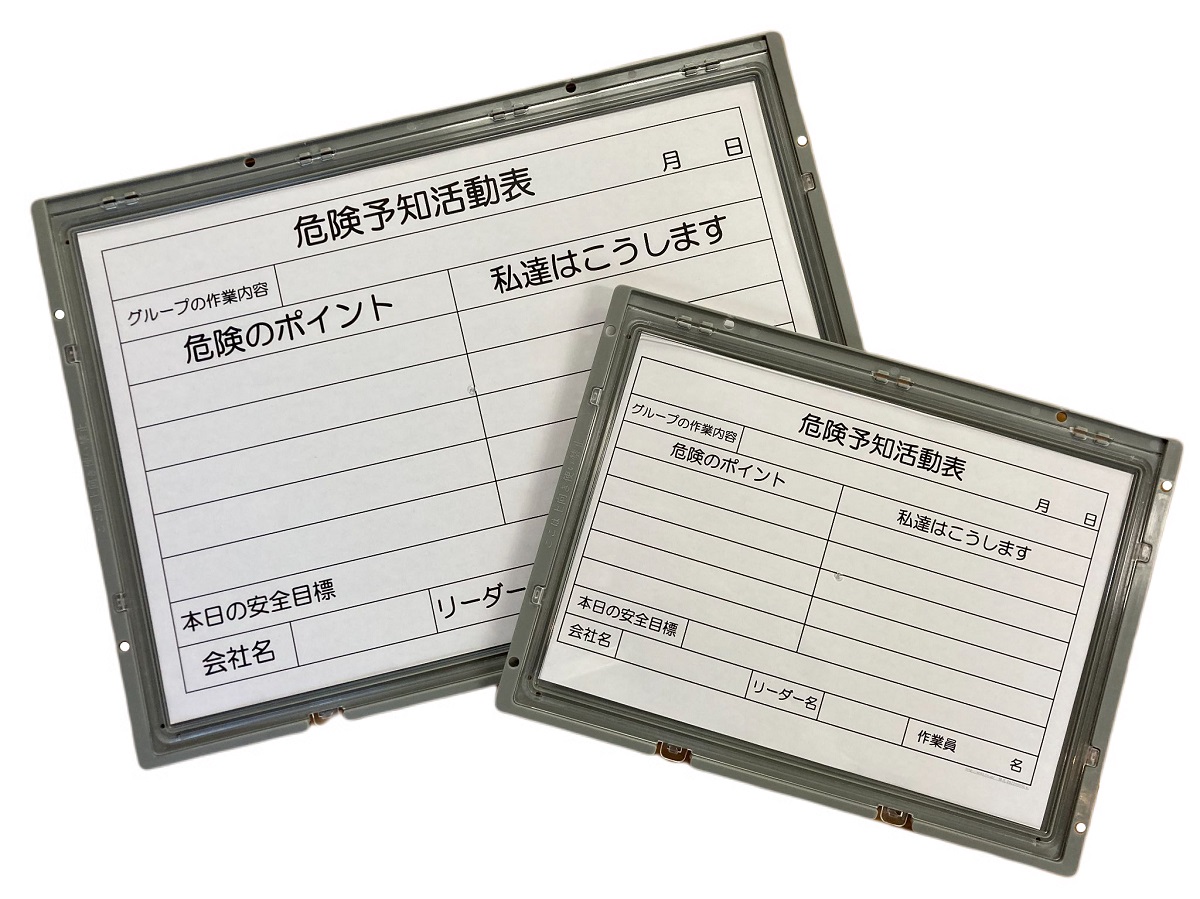 危険予知活動表
月 日
グループの作業内容
危険のポイント 私達はこうします
本日の安全目標
会社名 リーダー
危険予知活動表
月 日
グループの作業内容
危険のポイント 私達はこうします
本日の安全目標
会社名 リーダー名 作業員 名